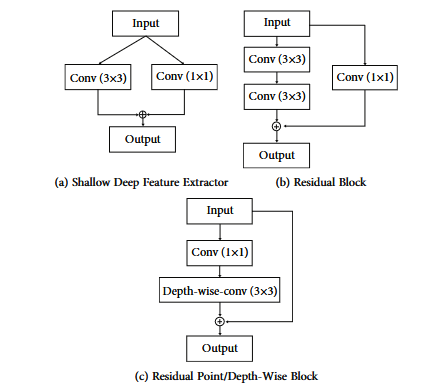 Input
Conv (3×3)
Conv (1×1)
Output
(a) Shallow Deep Feature Extractor
Input
Conv (3×3)
Conv (1×1)
Conv (3×3)
Output
(b) Residual Block
Input
Conv (1×1)
Depth-wise-conv (3×3)
Output
(c) Residual Point/Depth-Wise Block